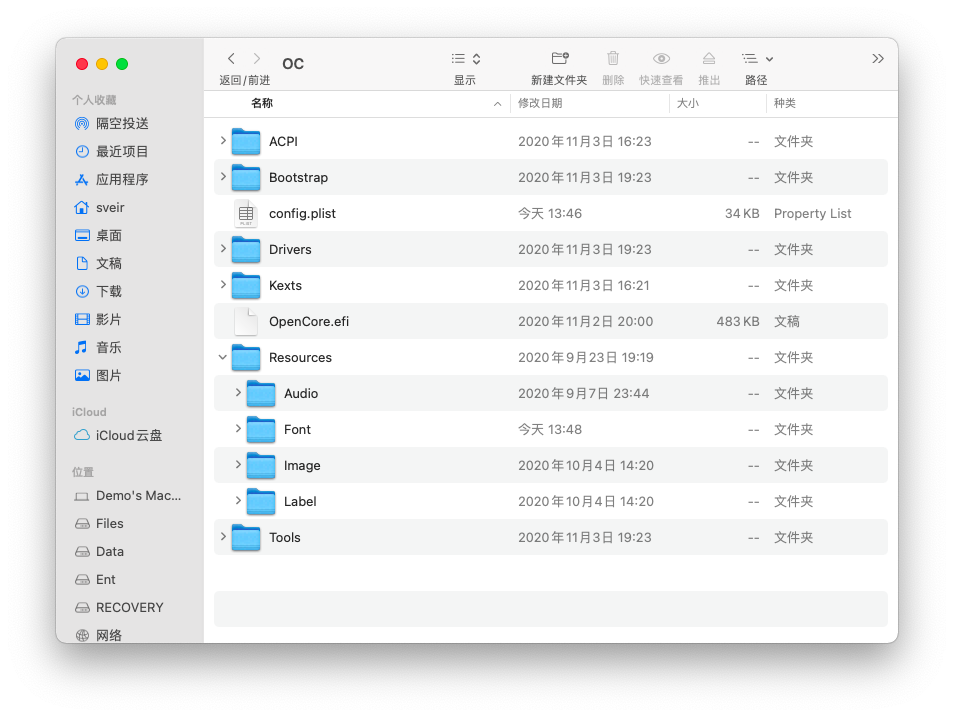 OC
返回/前进
显示
新建文件夹
删除
快速查看
推出
路径
个人收藏
隔空投送
最近项目
应用程序
sveir
桌面
文稿
下载
影片
音乐
图片
iCloud
iCloud云盘
位置
Demo's Mac...
Files
Data
Ent
RECOVERY
网络
名称 修改日期 大小 种类
ACPI 2020年11月3日 16:23 -- 文件夹
Bootstrap 2020年11月3日 19:23 -- 文件夹
config.plist 今天 13:46 34 KB Property List
Drivers 2020年11月3日 19:23 -- 文件夹
Kexts 2020年11月3日 16:21 -- 文件夹
OpenCore.efi 2020年11月2日 20:00 483 KB 文稿
Resources 2020年9月23日 19:19 -- 文件夹
Audio 2020年9月7日 23:44 -- 文件夹
Font 今天 13:48 -- 文件夹
Image 2020年10月4日 14:20 -- 文件夹
Label 2020年10月4日 14:20 -- 文件夹
Tools 2020年11月3日 19:23 -- 文件夹